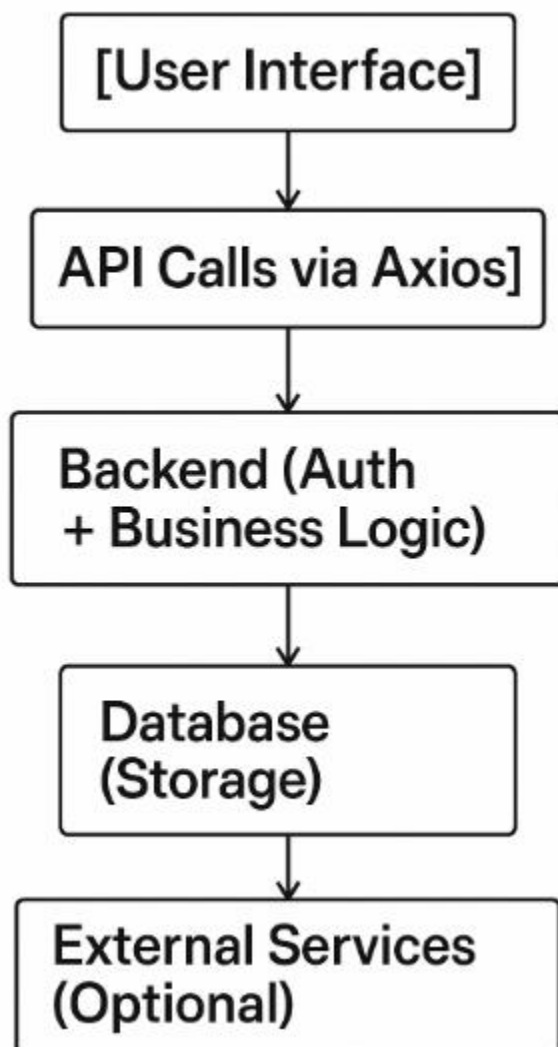 [User Interface]
API Calls via Axios]
Backend (Auth
+ Business Logic)
Database
(Storage)
External Services
(Optional)